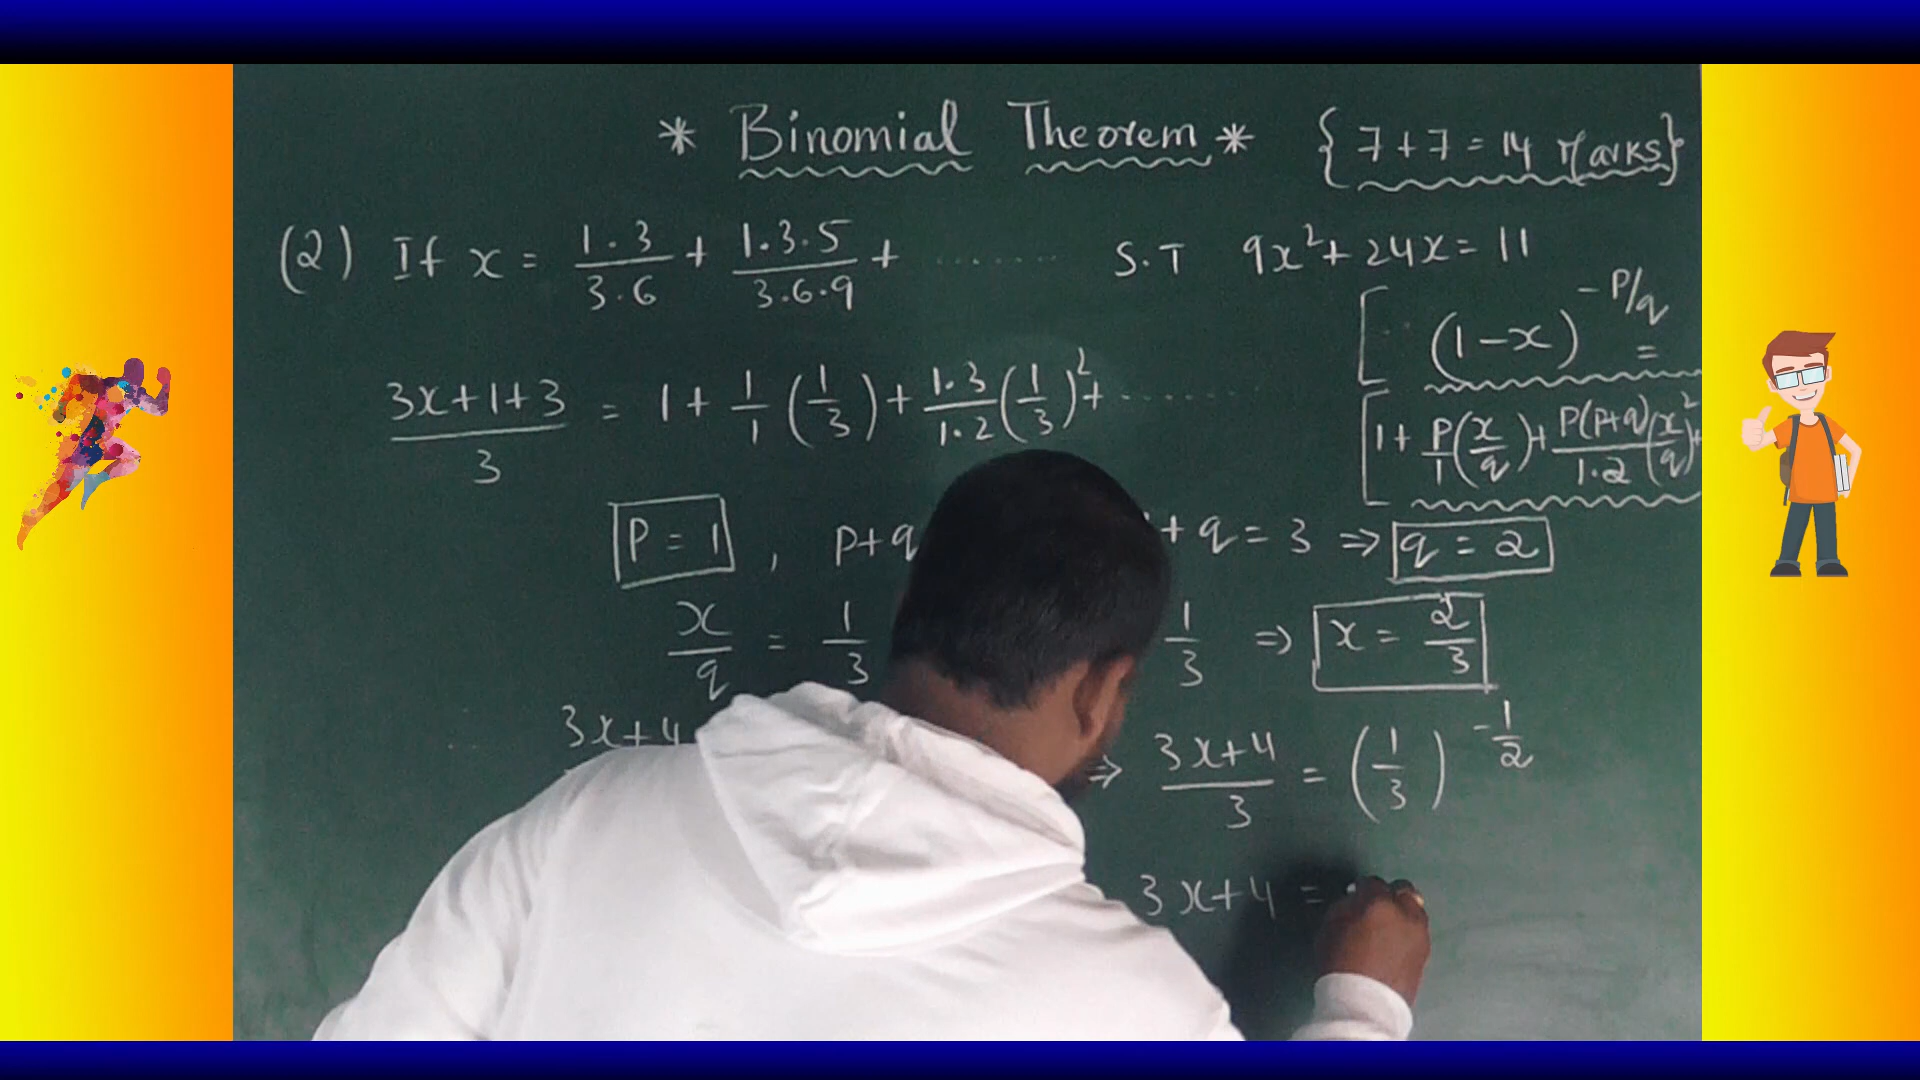 * Binomial Theorem * {7+7=14 Marks}
(2) If x = 1·3/3·6 + 1·3·5/3·6·9 + ........ S.T 9x²+24x=11
[(1-x)^-P/q =
3x+1+3/3 = 1+1/1(1/3)+1·3/1·2(1/3)²+........
[1+P/1(x/q)+P(P+q)/1·2(x/q)²+
P=1, P+q + q = 3 ⇒ q = 2
x/q = 1/3 1/3 ⇒ x = 2/3
3x+4 ⇒ 3x+4/3 = (1/3)^-1/2
3x+4 =